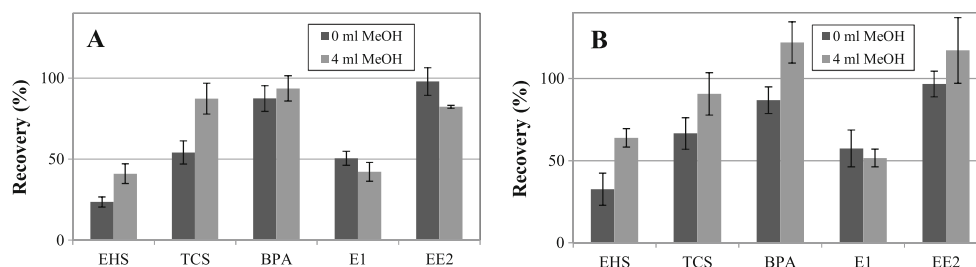 A
0 ml MeOH
4 ml MeOH
Recovery (%)
100
50
0
EHS TCS BPA E1 EE2
B
0 ml MeOH
4 ml MeOH
Recovery (%)
100
50
0
EHS TCS BPA E1 EE2